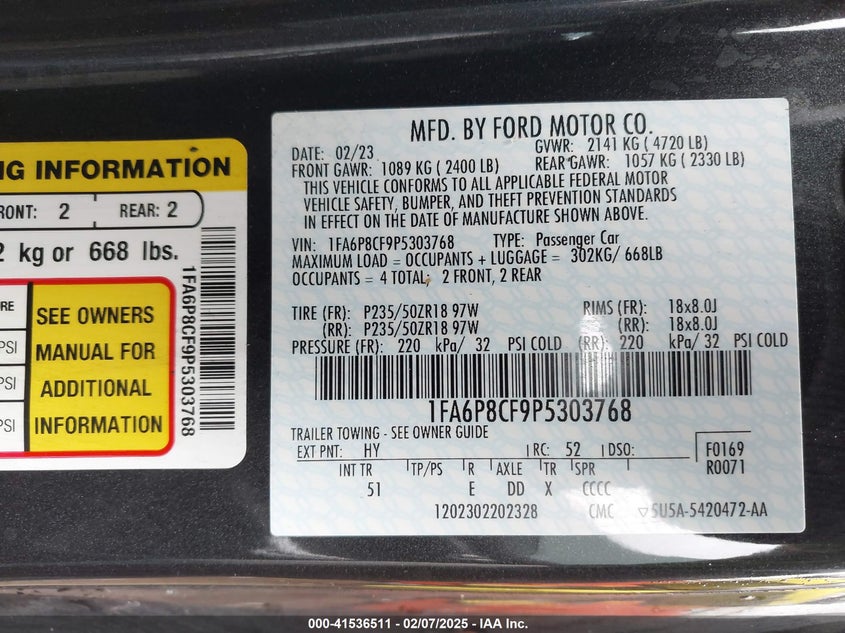 NG INFORMATION
RONT: 2 REAR: 2
2 kg or 668 lbs.
RE
PSI
PSI
PSI
SEE OWNERS
MANUAL FOR
ADDITIONAL
INFORMATION
1FA6P8CF9P5303768
MFD. BY FORD MOTOR CO.
DATE: 02/23 GVWR: 2141 KG ( 4720 LB)
FRONT GAWR: 1089 KG ( 2400 LB) REAR GAWR: 1057 KG ( 2330 LB)
THIS VEHICLE CONFORMS TO ALL APPLICABLE FEDERAL MOTOR
VEHICLE SAFETY, BUMPER, AND THEFT PREVENTION STANDARDS
IN EFFECT ON THE DATE OF MANUFACTURE SHOWN ABOVE.
VIN: 1FA6P8CF9P5303768 TYPE: Passenger Car
MAXIMUM LOAD = OCCUPANTS + LUGGAGE = 302KG/ 668LB
OCCUPANTS = 4 TOTAL; 2 FRONT, 2 REAR
TIRE (FR): P235/50ZR18 97W RIMS (FR): 18x8.0J
(RR): P235/50ZR18 97W (RR): 18x8.0J
PRESSURE (FR): 220 kPa/ 32 PSI COLD (RR): 220 kPa/ 32 PSI COLD
1FA6P8CF9P5303768
TRAILER TOWING - SEE OWNER GUIDE
EXT PNT: HY RC: 52 DSO: F0169
R0071
INT TR TP/PS R AXLE TR SPR
51 E DD X CCCC
1202302202328 CMC 5U5A-5420472-AA
000-41536511 - 02/07/2025 - IAA Inc.